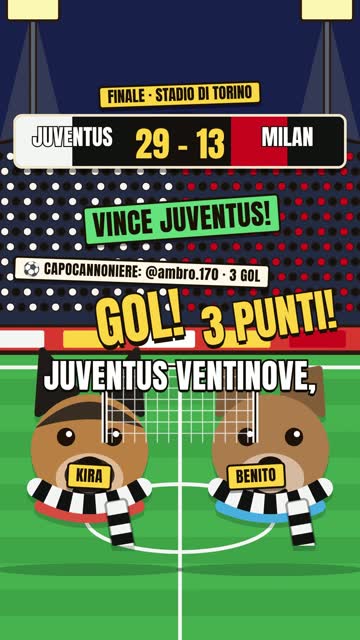 FINALE · STADIO DI TORINO
JUVENTUS 29 - 13 MILAN
VINCE JUVENTUS!
CAPOCANNONIERE: @ambro.170 · 3 GOL
GOL! 3 PUNTI!
JUVENTUS VENTINOVE,
KIRA BENITO